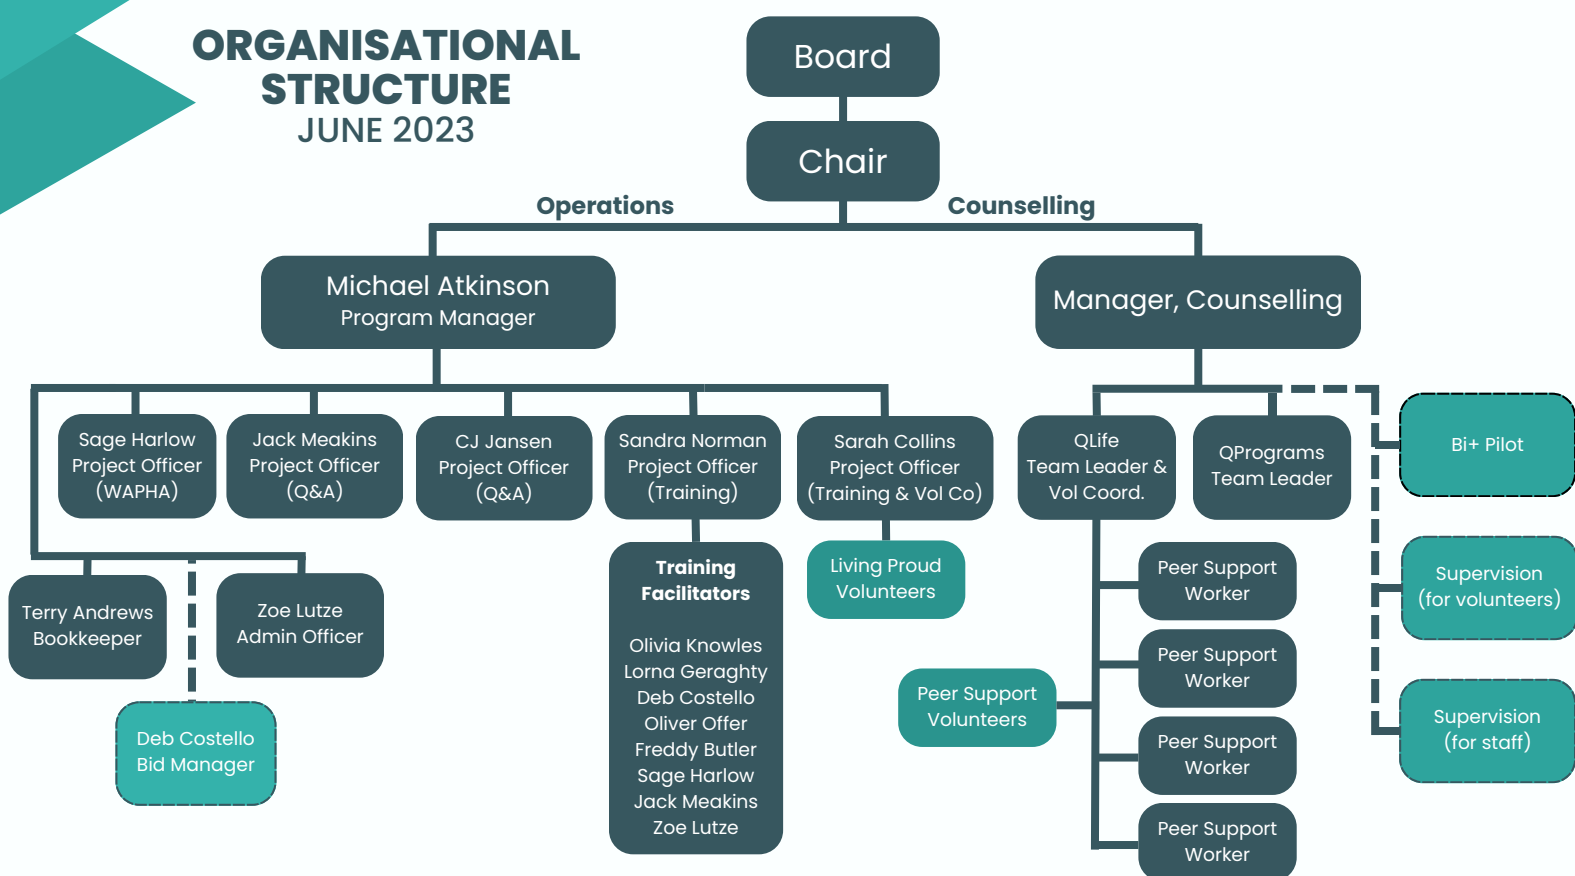 ORGANISATIONAL
STRUCTURE
JUNE 2023
Board
Chair
Operations
Counselling
Michael Atkinson
Program Manager
Manager, Counselling
Sage Harlow
Project Officer
(WAPHA)
Jack Meakins
Project Officer
(Q&A)
CJ Jansen
Project Officer
(Q&A)
Sandra Norman
Project Officer
(Training)
Sarah Collins
Project Officer
(Training & Vol Co)
QLife
Team Leader &
Vol Coord.
QPrograms
Team Leader
Bi+ Pilot
Terry Andrews
Bookkeeper
Zoe Lutze
Admin Officer
Deb Costello
Bid Manager
Training
Facilitators
Olivia Knowles
Lorna Geraghty
Deb Costello
Oliver Offer
Freddy Butler
Sage Harlow
Jack Meakins
Zoe Lutze
Living Proud
Volunteers
Peer Support
Volunteers
Peer Support
Worker
Peer Support
Worker
Peer Support
Worker
Peer Support
Worker
Supervision
(for volunteers)
Supervision
(for staff)